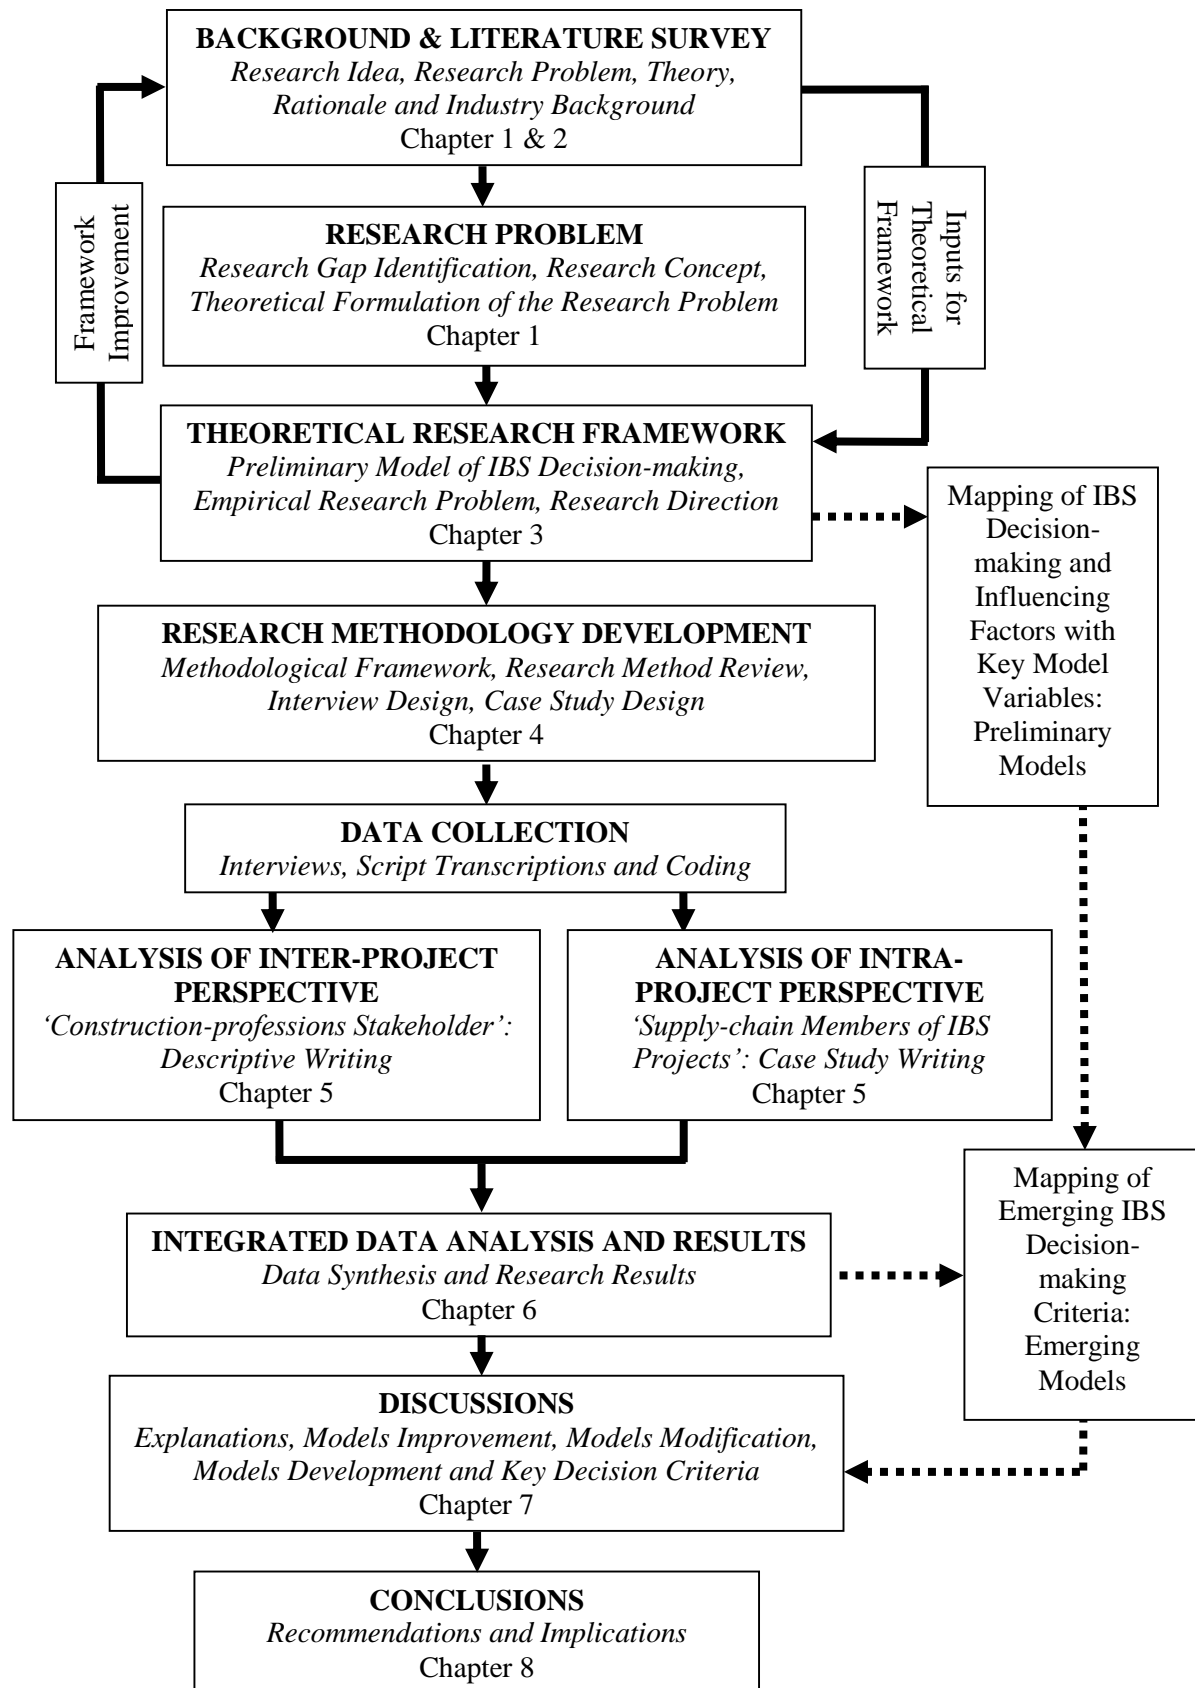 BACKGROUND & LITERATURE SURVEY
Research Idea, Research Problem, Theory,
Rationale and Industry Background
Chapter 1 & 2
Framework
Improvement
Inputs for
Theoretical
Framework
RESEARCH PROBLEM
Research Gap Identification, Research Concept,
Theoretical Formulation of the Research Problem
Chapter 1
THEORETICAL RESEARCH FRAMEWORK
Preliminary Model of IBS Decision-making,
Empirical Research Problem, Research Direction
Chapter 3
Mapping of IBS
Decision-
making and
Influencing
Factors with
Key Model
Variables:
Preliminary
Models
RESEARCH METHODOLOGY DEVELOPMENT
Methodological Framework, Research Method Review,
Interview Design, Case Study Design
Chapter 4
DATA COLLECTION
Interviews, Script Transcriptions and Coding
ANALYSIS OF INTER-PROJECT
PERSPECTIVE
‘Construction-professions Stakeholder’:
Descriptive Writing
Chapter 5
ANALYSIS OF INTRA-
PROJECT PERSPECTIVE
‘Supply-chain Members of IBS
Projects’: Case Study Writing
Chapter 5
INTEGRATED DATA ANALYSIS AND RESULTS
Data Synthesis and Research Results
Chapter 6
Mapping of
Emerging IBS
Decision-
making
Criteria:
Emerging
Models
DISCUSSIONS
Explanations, Models Improvement, Models Modification,
Models Development and Key Decision Criteria
Chapter 7
CONCLUSIONS
Recommendations and Implications
Chapter 8